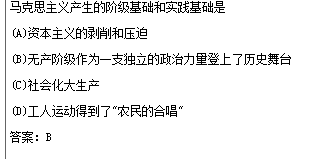 马克思主义产生的阶级基础和实践基础是
(A)资本主义的剥削和压迫
(B)无产阶级作为一支独立的政治力量登上了历史舞台
(C)社会化大生产
(D)工人运动得到了"农民的合唱"
答案：B